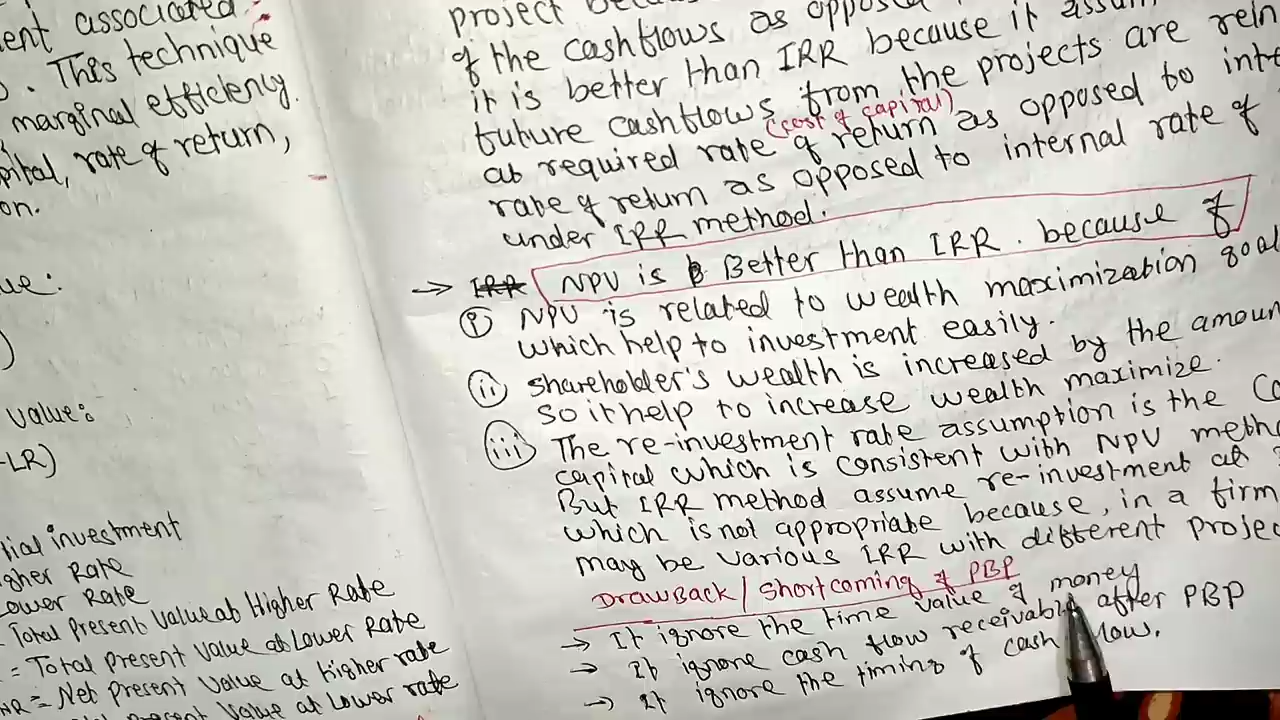 ent associated
. This technique
marginal efficiency.
pital, rate of return,
on.
ue:
)
value:
-LR)
tial investment
gher Rate
Lower Rate
Total Present Value at Higher Rate
= Total Present Value at Lower Rate
NR = Net Present Value at Higher rate
Present Value at Lower rate
project
of the cashflows as opposed
it is better than IRR because it assum
future cashflows from the projects are rein
(cost of capital)
at required rate of return as opposed to inte
rate of return as opposed to internal rate of
under IRR method.
→ IRR NPV is B Better than IRR. because of
(i) NPV is related to wealth maximization goal
which help to investment easily.
(ii) shareholder's wealth is increased by the amoun
so it help to increase wealth maximize.
(iii) The re-investment rate assumption is the Co
capital which is consistent with NPV metho
But IRR method assume re-investment at
which is not appropriate because, in a firm
may be various IRR with different projec
DrawBack / Shortcoming of PBP
→ It ignore the time value of money
→ It ignore cash flow receivable after PBP
→ It ignore the timing of cash flow.